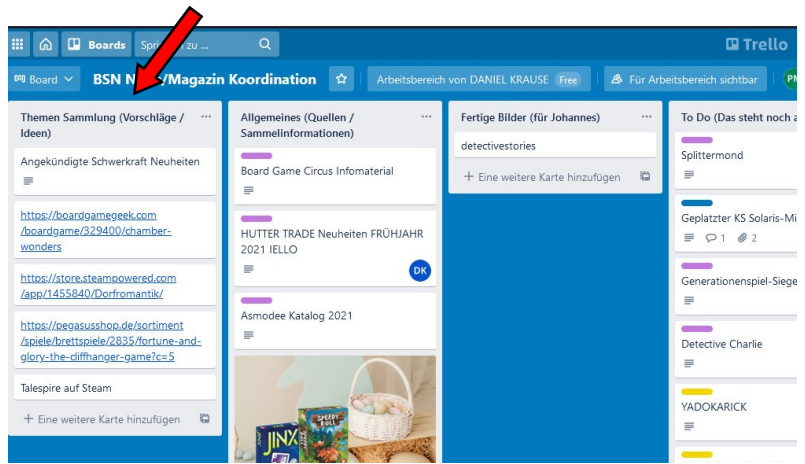 Boards
Trello
Board
BSN
/Magazin Koordination
Arbeitsbereich von DANIEL KRAUSE Free
Für Arbeitsbereich sichtbar
Themen Sammlung (Vorschläge /
Ideen)
Angekündigte Schwerkraft Neuheiten
https://boardgamegeek.com
/boardgame/329400/chamber-
wonders
https://store.steampowered.com
/app/1455840/Dorfromantik/
https://pegasusshop.de/sortiment
/spiele/brettspiele/2835/fortune-and-
glory-the-cliffhanger-game?c=5
Talespire auf Steam
+ Eine weitere Karte hinzufügen
Allgemeines (Quellen /
Sammelinformationen)
Board Game Circus Infomaterial
HUTTER TRADE Neuheiten FRÜHJAHR
2021 IELLO
DK
Asmodee Katalog 2021
JINX
SPEEDY
ROLL
Fertige Bilder (für Johannes)
detectivestories
+ Eine weitere Karte hinzufügen
To Do (Das steht noch a
Splittermond
Geplatzter KS Solaris-Mi
1 2
Generationenspiel-Siege
Detective Charlie
YADOKARICK